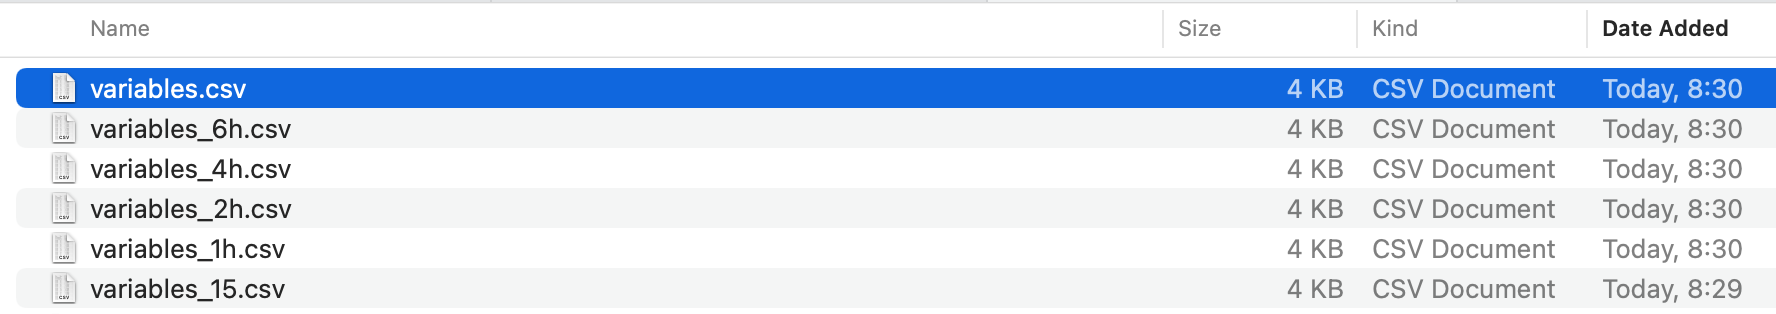 Name Size Kind Date Added
variables.csv 4 KB CSV Document Today, 8:30
variables_6h.csv 4 KB CSV Document Today, 8:30
variables_4h.csv 4 KB CSV Document Today, 8:30
variables_2h.csv 4 KB CSV Document Today, 8:30
variables_1h.csv 4 KB CSV Document Today, 8:30
variables_15.csv 4 KB CSV Document Today, 8:29